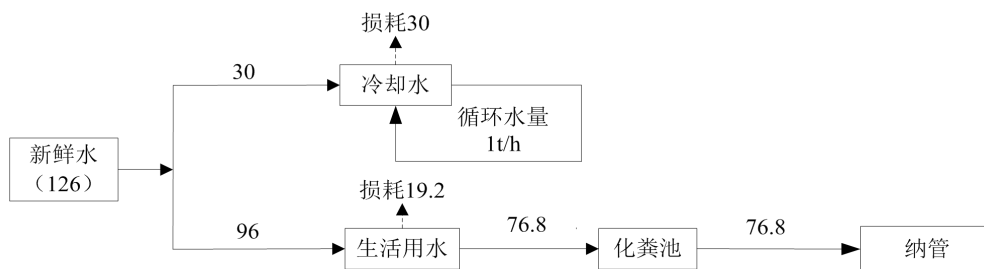 损耗30
30
冷却水
循环水量
1t/h
新鲜水
（126）
损耗19.2
96
生活用水
76.8
化粪池
76.8
纳管